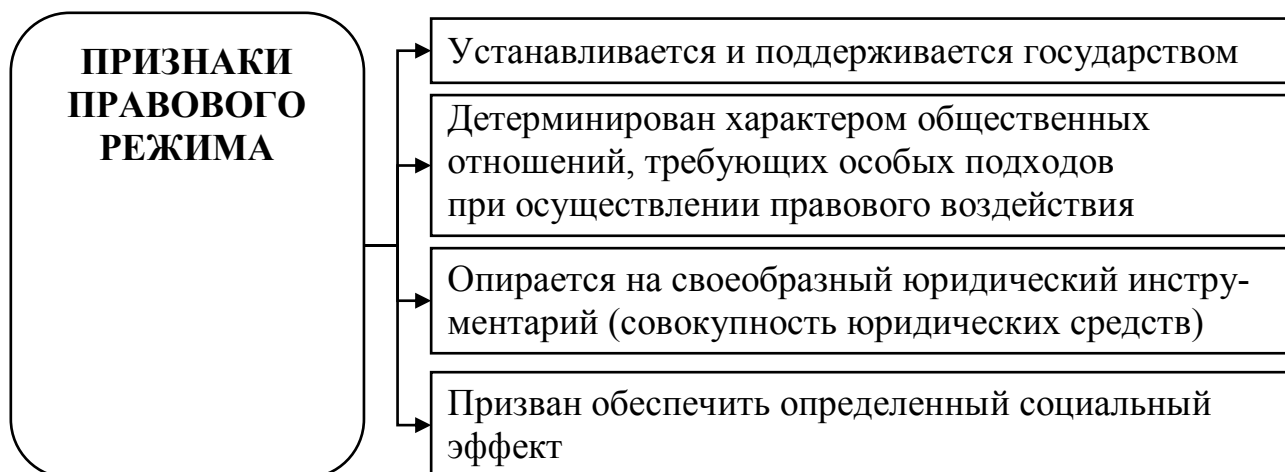 ПРИЗНАКИ
ПРАВОВОГО
РЕЖИМА
Устанавливается и поддерживается государством
Детерминирован характером общественных
отношений, требующих особых подходов
при осуществлении правового воздействия
Опирается на своеобразный юридический инстру-
ментарий (совокупность юридических средств)
Призван обеспечить определенный социальный
эффект